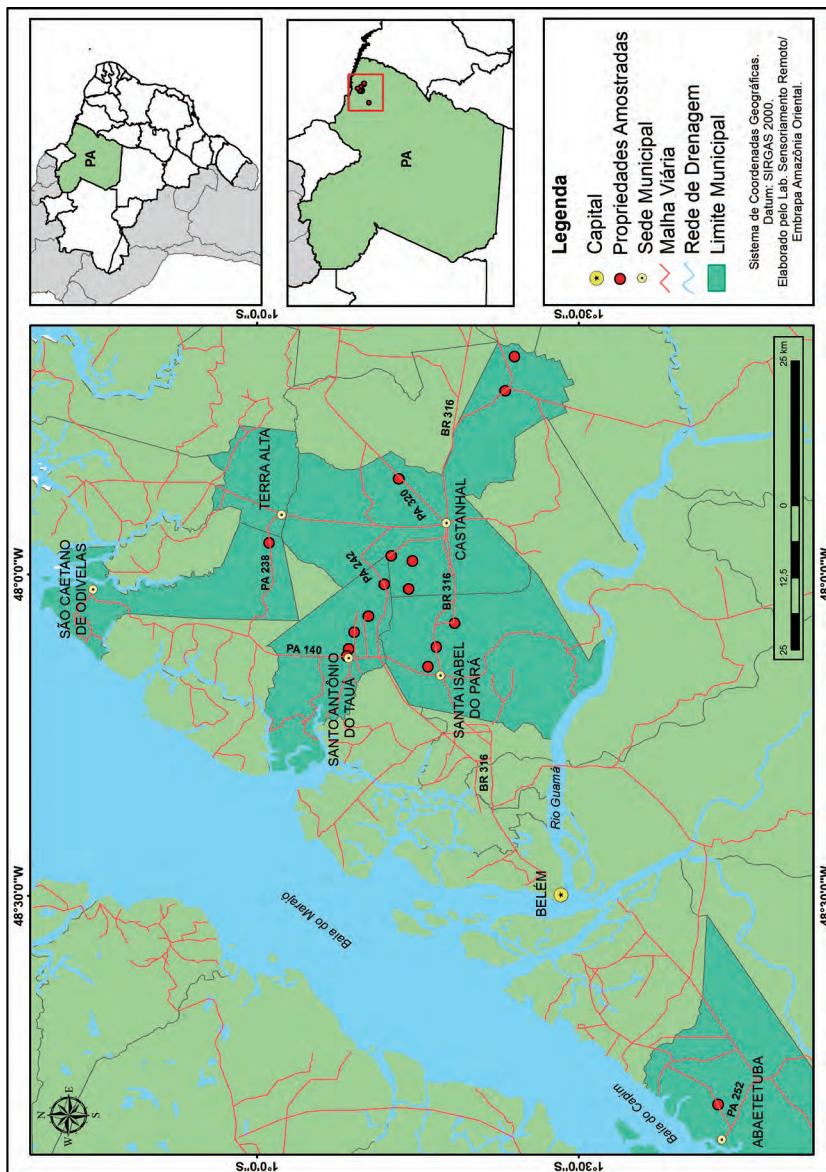 48°30'0"W
48°0'0"W
1°0'0"S
1°30'0"S
N
W
E
S
SÃO CAETANO
DE ODIVELAS
TERRA ALTA
PA 238
PA 140
SANTO ANTÔNIO
DO TAUÁ
PA 242
PA 320
BR 316
CASTANHAL
BR 316
SANTA ISABEL
DO PARÁ
BR 316
Rio Guamá
BELÉM
Baía do Marajó
Baía do Capim
PA 252
ABAETETUBA
25
12,5
0
25 km
1°0'0"S
1°30'0"S
48°30'0"W
48°0'0"W
PA
PA
Legenda
Capital
Propriedades Amostradas
Sede Municipal
Malha Viária
Rede de Drenagem
Limite Municipal
Sistema de Coordenadas Geográficas.
Datum: SIRGAS 2000.
Elaborado pelo Lab. Sensoriamento Remoto/
Embrapa Amazônia Oriental.